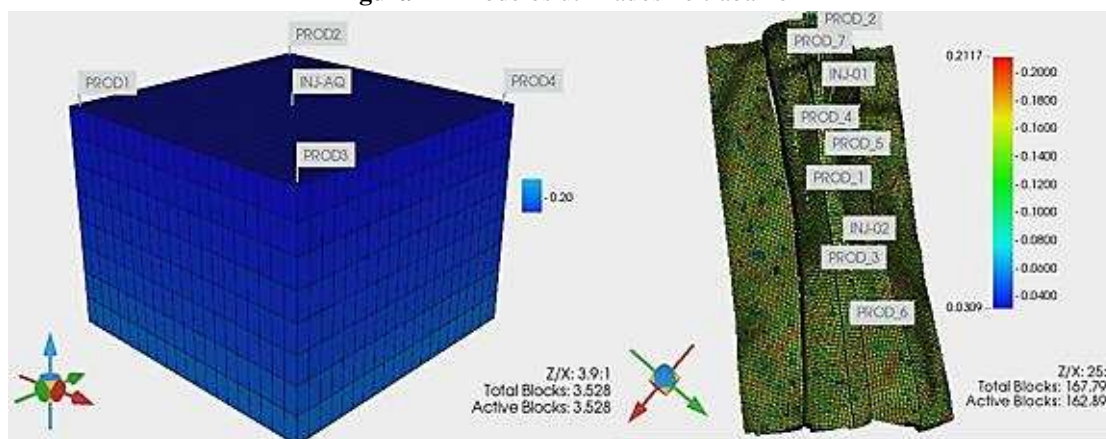 PROD2
PROD1
INJ-AQ
PROD4
PROD3
0.20
Z/X: 3.9:1
Total Blocks: 3.528
Active Blocks: 3.528
PROD_2
PROD_7
INJ-01
PROD_4
PROD_5
PROD_1
INJ-02
PROD_3
PROD_6
0.2117
0.2000
0.1800
0.1600
0.1400
0.1200
0.1000
0.0800
0.0600
0.0400
0.0309
Z/X: 25:
Total Blocks: 167.79
Active Blocks: 162.89